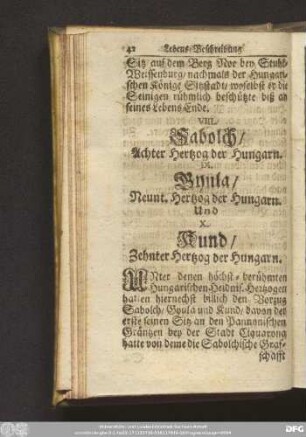 42 Lebens-Beschreibung
Sitz auf dem Berg Nor bey Stuhl-
Weissenburg/ nachmals der Hungari-
schen Könige Sitzstadt/ woselbst er die
Seinigen rühmlich beschützte biß an
seines Lebens Ende.
VIII.
Sabolch/
Achter Hertzog der Hungarn.
IX.
Gyula/
Neunt. Hertzog der Hungarn.
Und
X.
Kund/
Zehnter Hertzog der Hungarn.
UNter denen höchst-berühmten
Hungarischen Heidnis. Hertzogen
haben hiernechst billich den Vorzug
Sabolch/ Gyula und Kund/ davon der
erste seinen Sitz an den Pannonischen
Gräntzen bey der Stadt
hatte von deme die Sabolchische Graf-
schafft